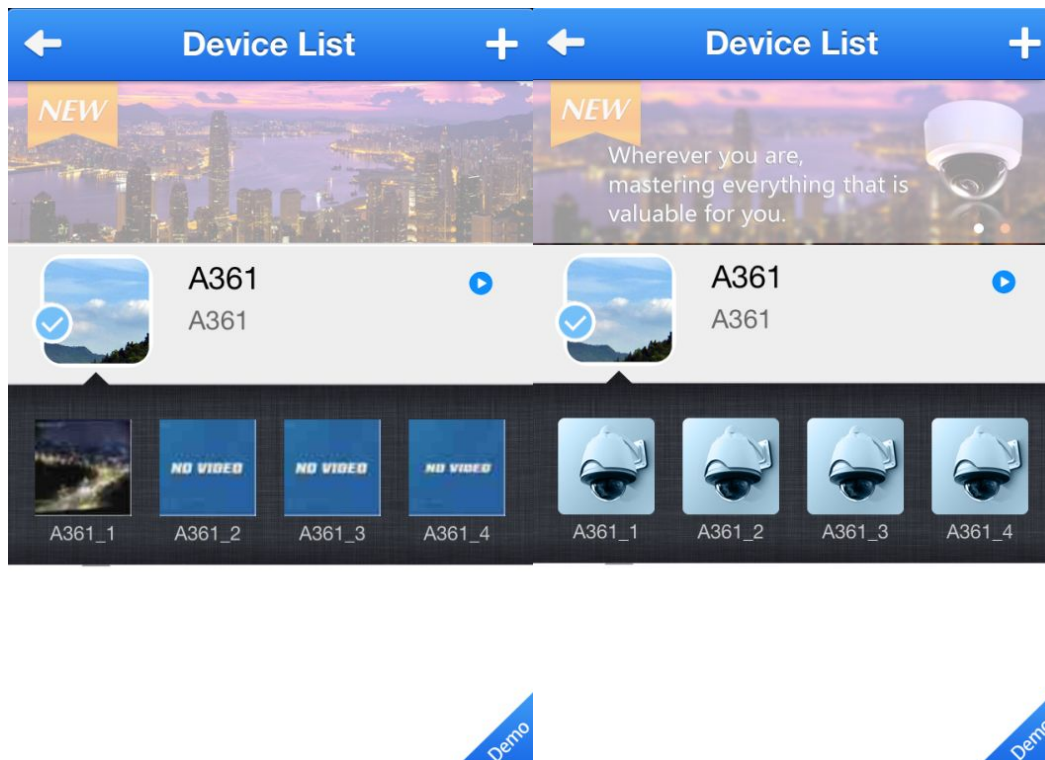 Device List
NEW
A361
A361
NO VIDEO
NO VIDEO
NO VIDEO
A361_1
A361_2
A361_3
A361_4
Demo
Device List
NEW
Wherever you are,
mastering everything that is
valuable for you.
A361
A361
A361_1
A361_2
A361_3
A361_4
Demo